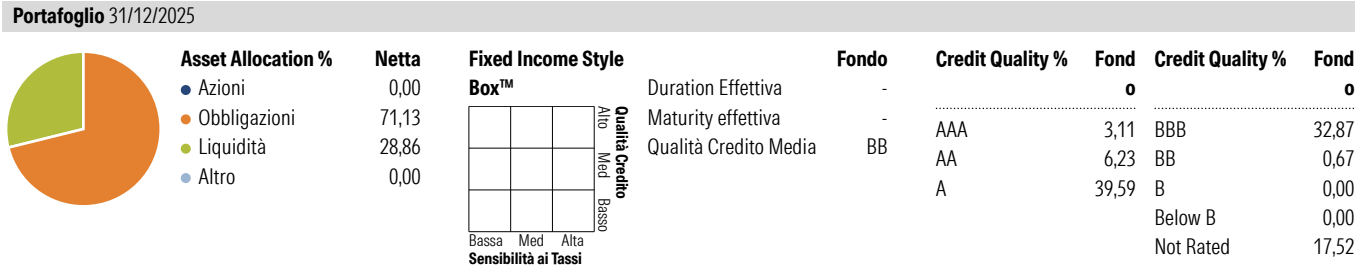 Portafoglio 31/12/2025
Asset Allocation % Netta
Azioni 0,00
Obbligazioni 71,13
Liquidità 28,86
Altro 0,00
Fixed Income Style
Box™
Alto Med Basso
Qualità Credito
Bassa Med Alta
Sensibilità ai Tassi
Fondo
Duration Effettiva -
Maturity effettiva -
Qualità Credito Media BB
Credit Quality % Fond
o
AAA 3,11
AA 6,23
A 39,59
Credit Quality % Fond
o
BBB 32,87
BB 0,67
B 0,00
Below B 0,00
Not Rated 17,52